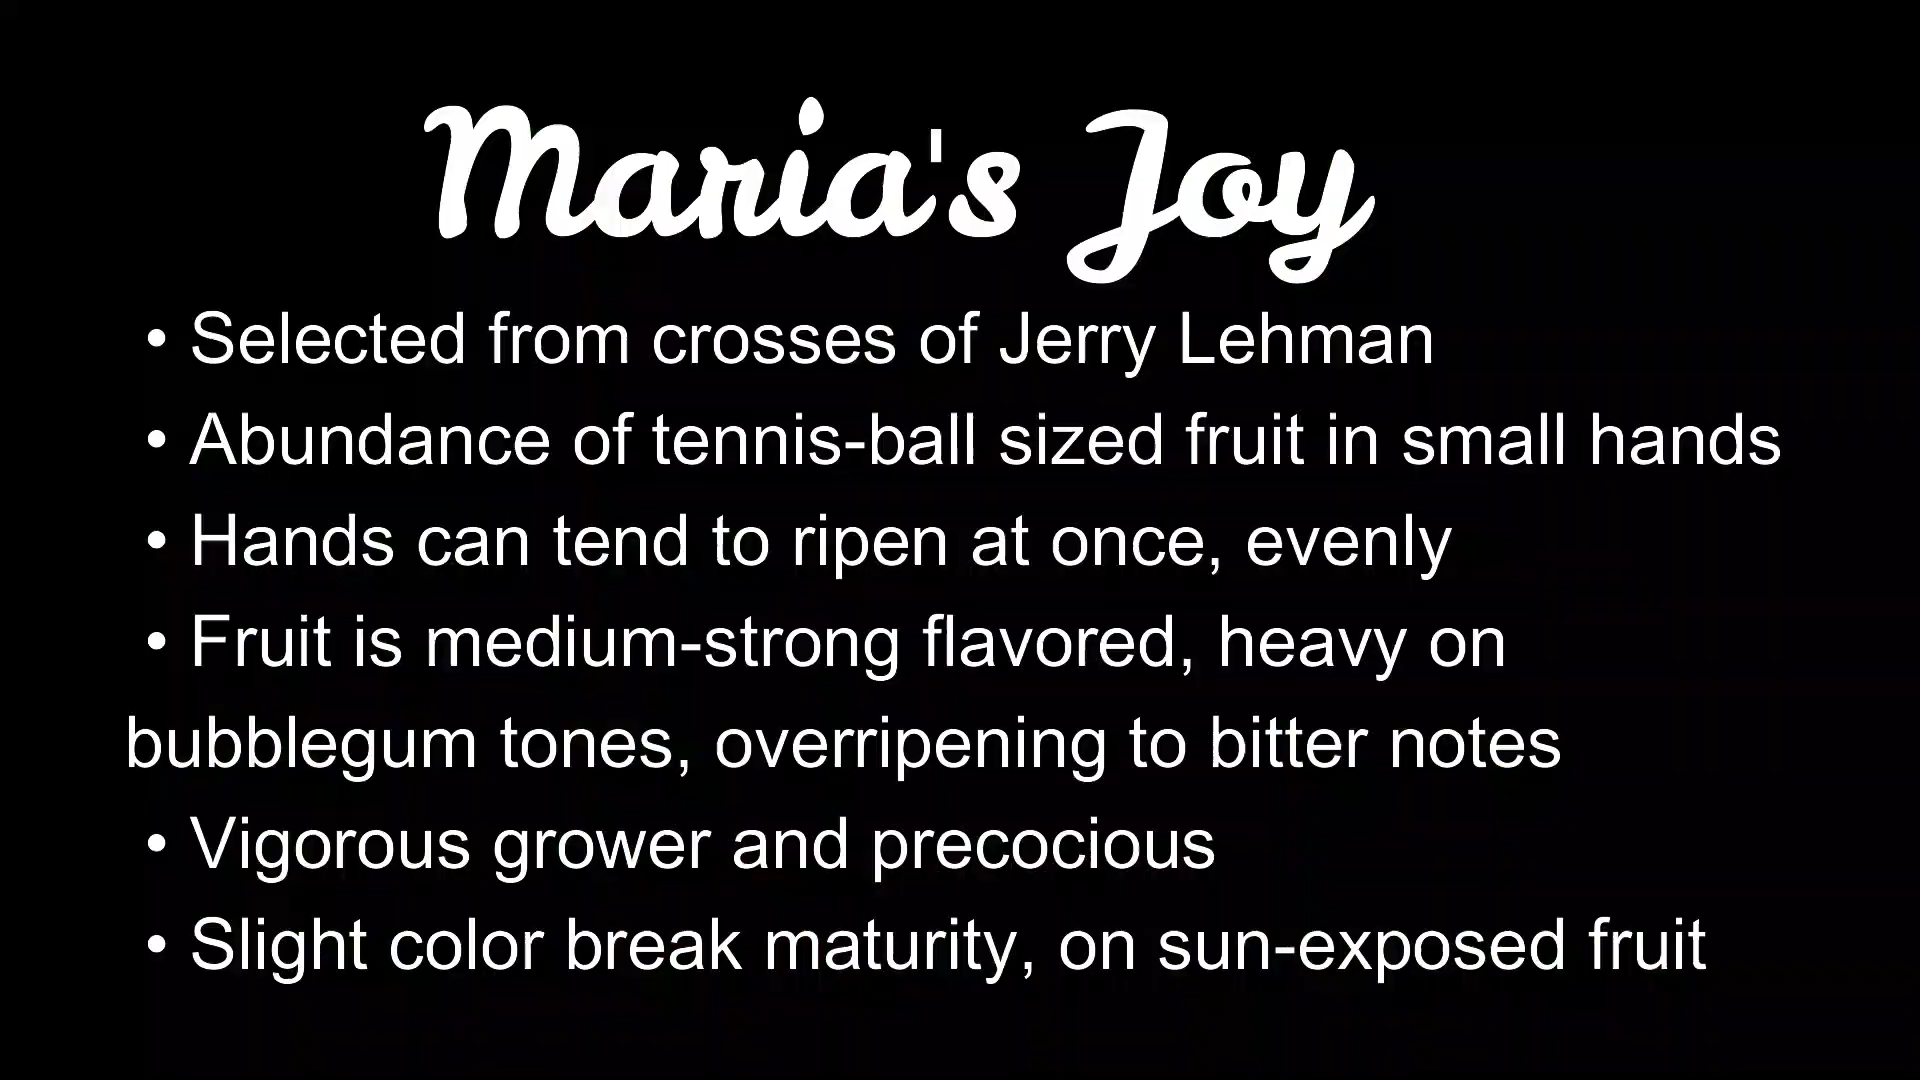 Maria's Joy
• Selected from crosses of Jerry Lehman
• Abundance of tennis-ball sized fruit in small hands
• Hands can tend to ripen at once, evenly
• Fruit is medium-strong flavored, heavy on
bubblegum tones, overripening to bitter notes
• Vigorous grower and precocious
• Slight color break maturity, on sun-exposed fruit